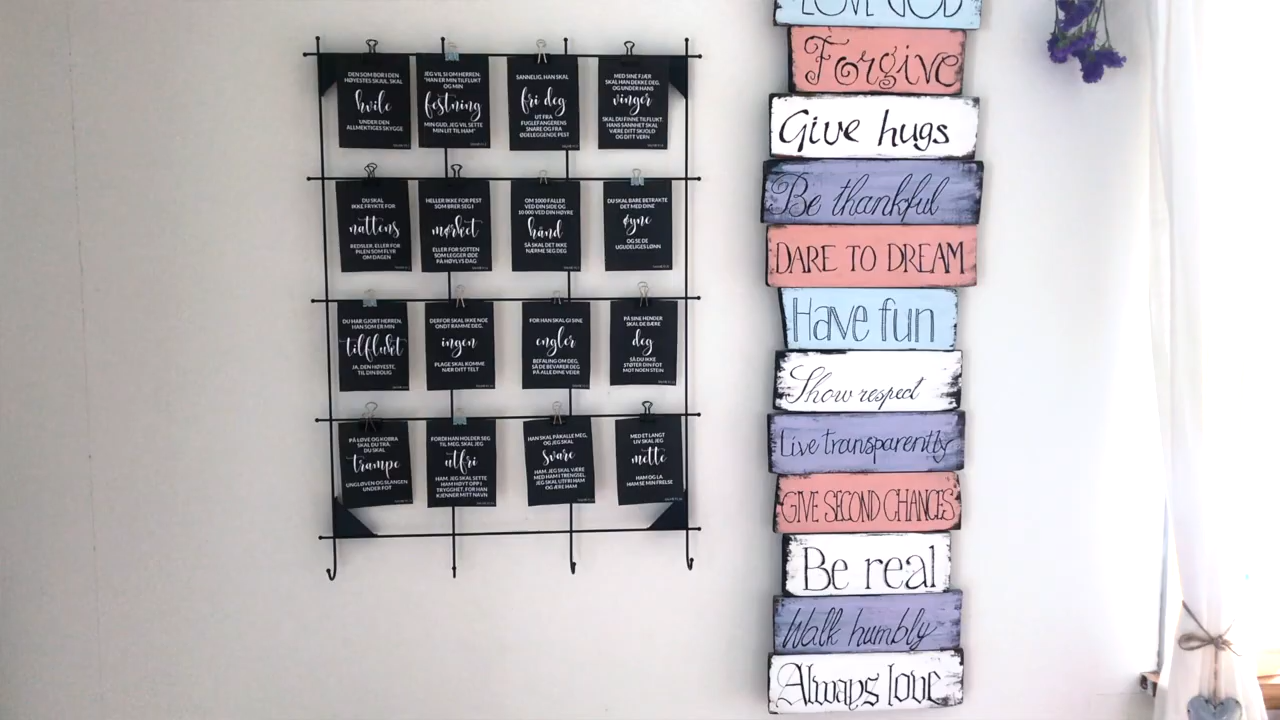 DEN SOM BOR I DEN
HØYESTES SKJUL, SKAL
hvile
UNDER DEN
ALLMEKTIGES SKYGGE
JEG VIL SI OM HERREN:
"HAN ER MIN TILFLUKT
OG MIN
festning
MIN GUD, JEG VIL SETTE
MIN LIT TIL HAM"
SANNELIG, HAN SKAL
fri deg
UT FRA
FUGLEFANGERENS
SNARE OG FRA
ØDELEGGENDE PEST
MED SINE FJÆR
SKAL HAN DEKKE DEG,
OG UNDER HANS
vinger
SKAL DU FINNE TILFLUKT.
HANS SANNHET SKAL
VÆRE DITT SKJOLD
OG DITT VERN
DU SKAL
IKKE FRYKTE FOR
nattens
REDSLER, ELLER FOR
PILEN SOM FLYR
OM DAGEN
HELLER IKKE FOR PEST
SOM BRER SEG I
mørket
ELLER FOR SOTTEN
SOM LEGGER ØDE
PÅ HØYLYS DAG
OM 1000 FALLER
VED DIN SIDE OG
10 000 VED DIN HØYRE
hånd
SÅ SKAL DET IKKE
NÆRME SEG DEG
DU SKAL BARE BETRAKTE
DET MED DINE
øyne
OG SE DE
UGUDELIGES LØNN
DU HAR GJORT HERREN,
HAN SOM ER MIN
tilflukt
JA, DEN HØYESTE,
TIL DIN BOLIG
DERFOR SKAL IKKE NOE
ONDT RAMME DEG,
ingen
PLAGE SKAL KOMME
NÆR DITT TELT
FOR HAN SKAL GI SINE
engler
BEFALING OM DEG,
SÅ DE BEVARER DEG
PÅ ALLE DINE VEIER
PÅ SINE HENDER
SKAL DE BÆRE
deg
SÅ DU IKKE
STØTER DIN FOT
MOT NOEN STEIN
PÅ LØVE OG KOBRA
SKAL DU TRÅ.
DU SKAL
trampe
UNGLØVEN OG SLANGEN
UNDER FOT
FORDI HAN HOLDER SEG
TIL MEG, SKAL JEG
utfri
HAM. JEG SKAL SETTE
HAM HØYT OPP I
TRYGGHET, FOR HAN
KJENNER MITT NAVN
HAN SKAL PÅKALLE MEG,
OG JEG SKAL
svare
HAM. JEG SKAL VÆRE
MED HAM I TRENGSEL.
JEG SKAL UTFRI HAM
OG ÆRE HAM
MED ET LANGT
LIV SKAL JEG
mette
HAM OG LA
HAM SE MIN FRELSE
LOVE GOD
Forgive
Give hugs
Be thankful
DARE TO DREAM
Have fun
Show respect
Live transparently
GIVE SECOND CHANCES
Be real
Walk humbly
Always love